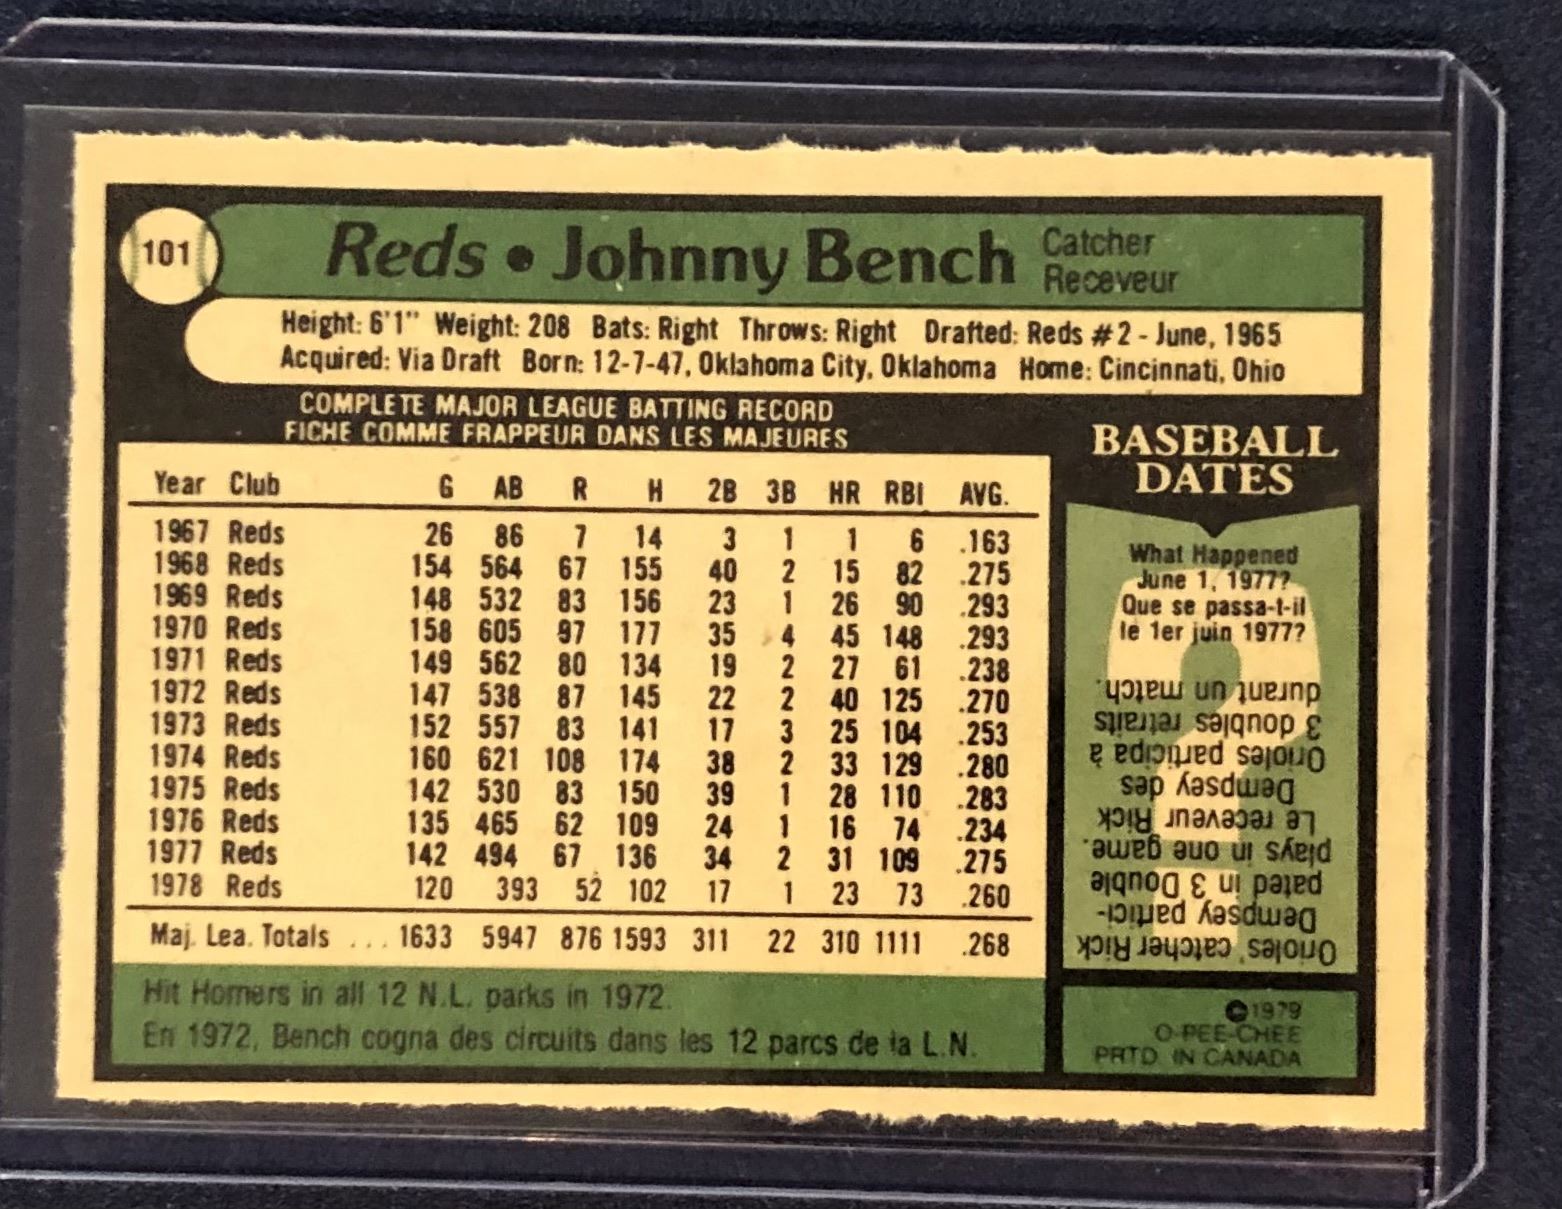 101
Reds • Johnny Bench
Catcher
Receveur
Height: 6'1" Weight: 208 Bats: Right Throws: Right Drafted: Reds #2 - June, 1965
Acquired: Via Draft Born: 12-7-47, Oklahoma City, Oklahoma Home: Cincinnati, Ohio
COMPLETE MAJOR LEAGUE BATTING RECORD
FICHE COMME FRAPPEUR DANS LES MAJEURES
Year Club G AB R H 2B 3B HR RBI AVG.
1967 Reds 26 86 7 14 3 1 1 6 .163
1968 Reds 154 564 67 155 40 2 15 82 .275
1969 Reds 148 532 83 156 23 1 26 90 .293
1970 Reds 158 605 97 177 35 4 45 148 .293
1971 Reds 149 562 80 134 19 2 27 61 .238
1972 Reds 147 538 87 145 22 2 40 125 .270
1973 Reds 152 557 83 141 17 3 25 104 .253
1974 Reds 160 621 108 174 38 2 33 129 .280
1975 Reds 142 530 83 150 39 1 28 110 .283
1976 Reds 135 465 62 109 24 1 16 74 .234
1977 Reds 142 494 67 136 34 2 31 109 .275
1978 Reds 120 393 52 102 17 1 23 73 .260
Maj. Lea. Totals ... 1633 5947 876 1593 311 22 310 1111 .268
Hit Homers in all 12 N.L. parks in 1972.
En 1972, Bench cogna des circuits dans les 12 parcs de la L.N.
BASEBALL
DATES
What Happened
June 1, 1977?
Que se passa-t-il
le 1er juin 1977?
Orioles' catcher Rick
Dempsey partici-
pated in 3 Double
plays in one game.
Le receveur Rick
Dempsey des
Orioles participa à
3 doubles retraits
durant un match.
©1979
O-PEE-CHEE
PRTD IN CANADA